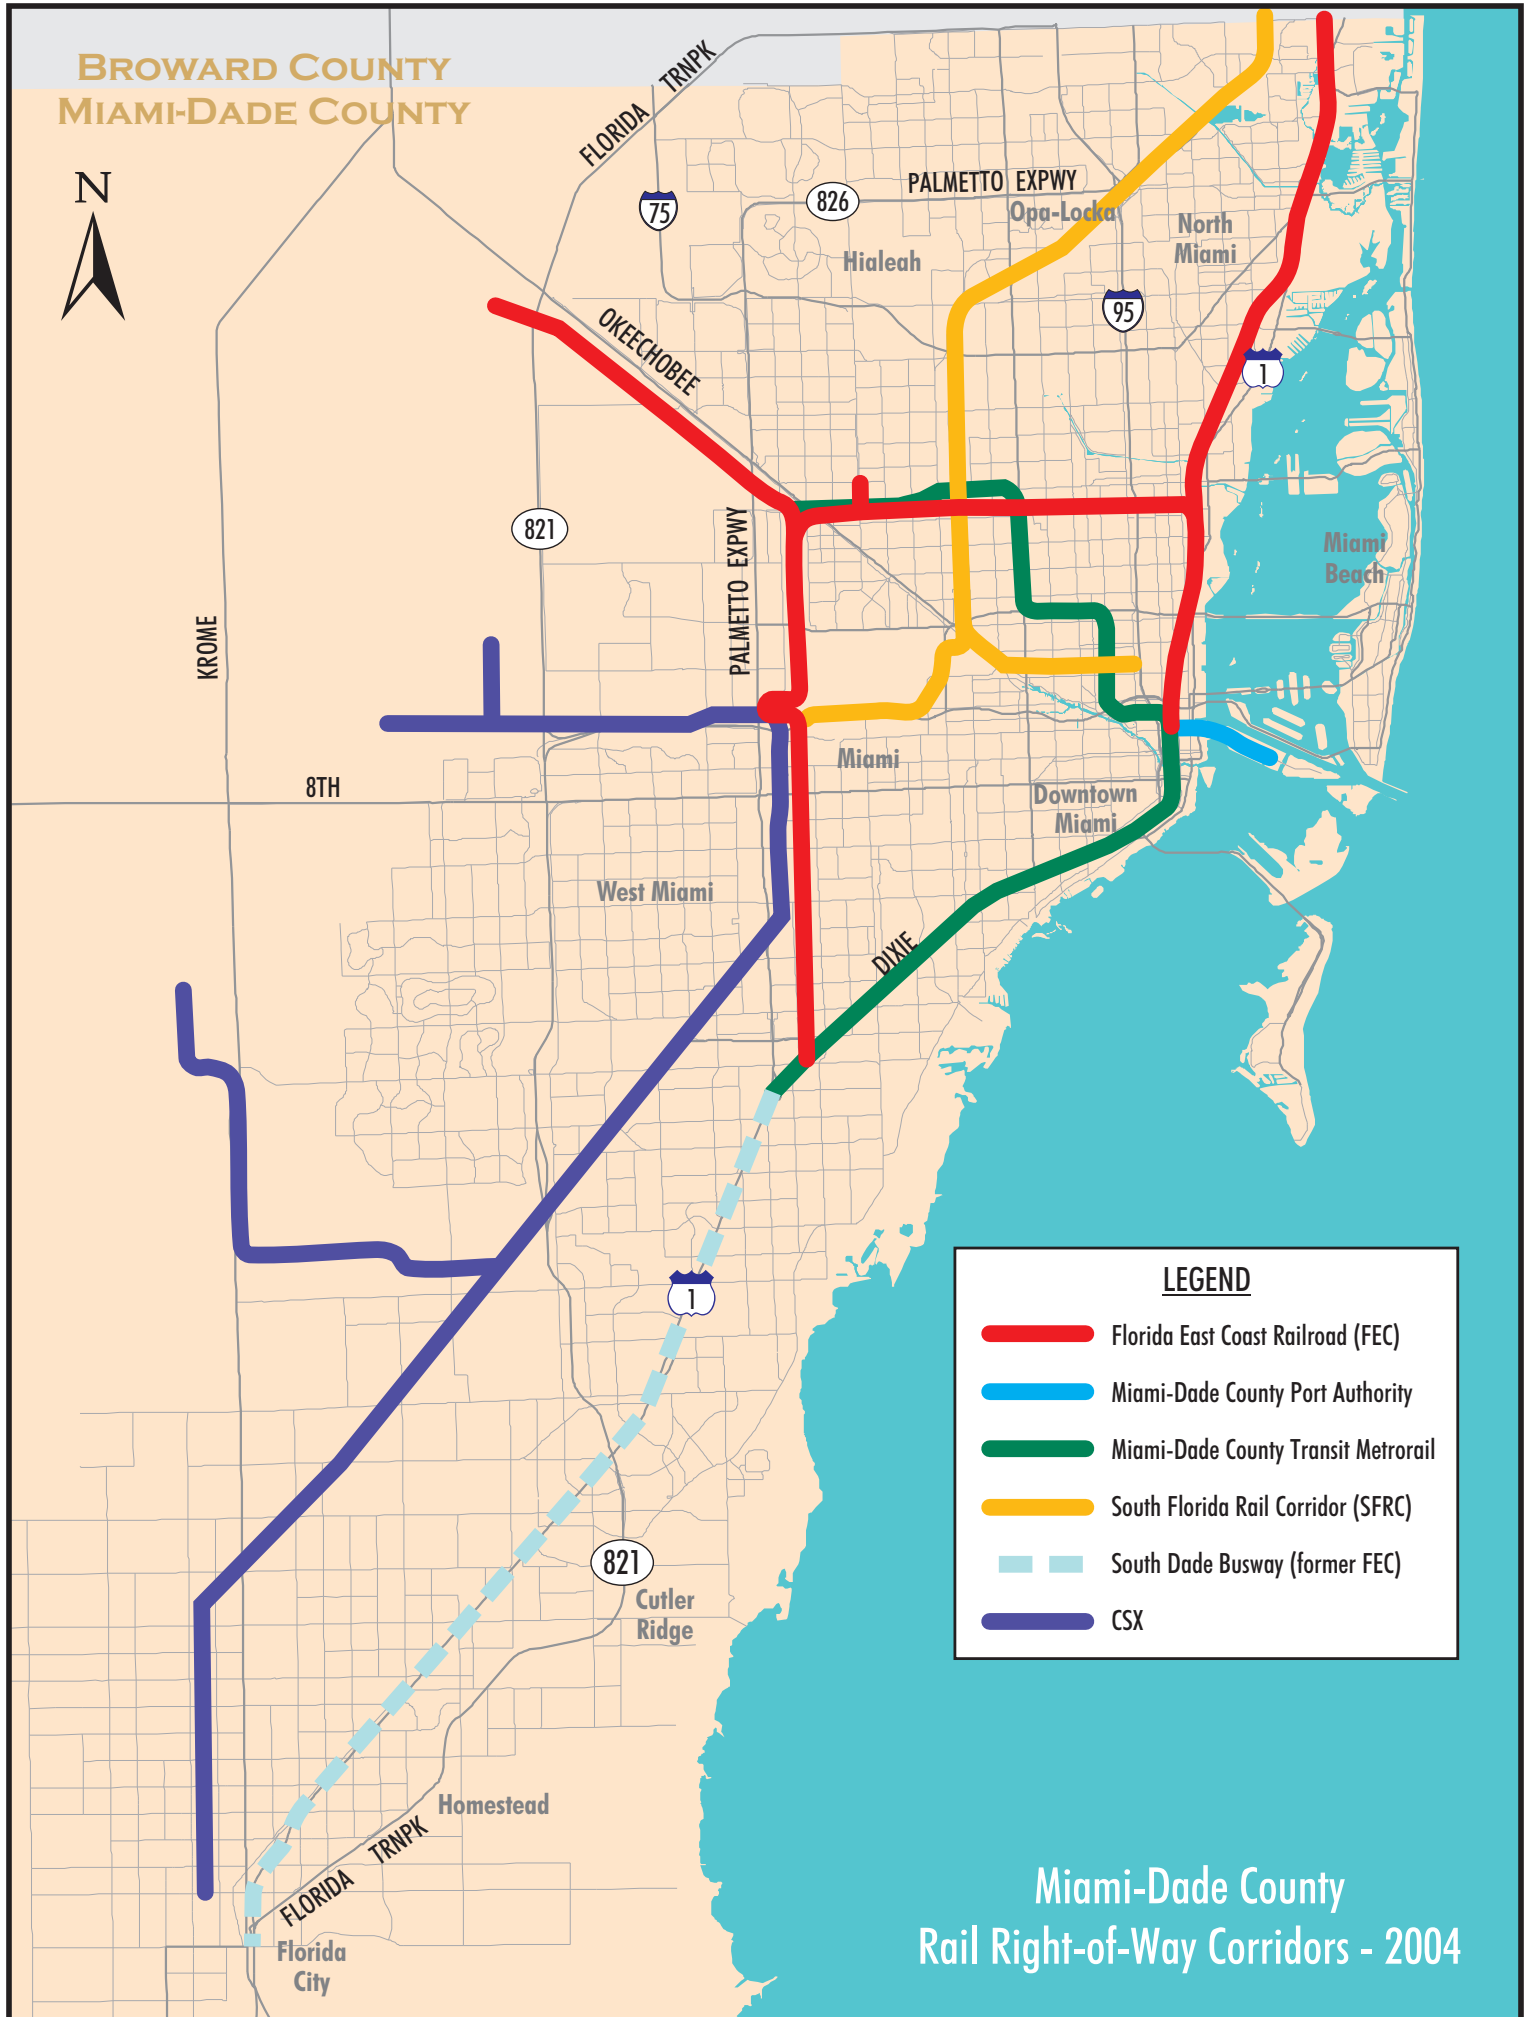 BROWARD COUNTY
MIAMI-DADE COUNTY
N
FLORIDA TRNPK
75
826
PALMETTO EXPWY
Opa-Locka
North
Miami
Hialeah
95
OKEECHOBEE
1
821
PALMETTO EXPWY
Miami
Beach
KROME
Miami
8TH
Downtown
Miami
West Miami
DIXIE
1
LEGEND
Florida East Coast Railroad (FEC)
Miami-Dade County Port Authority
Miami-Dade County Transit Metrorail
South Florida Rail Corridor (SFRC)
South Dade Busway (former FEC)
CSX
821
Cutler
Ridge
Homestead
FLORIDA TRNPK
Florida
City
Miami-Dade County
Rail Right-of-Way Corridors - 2004